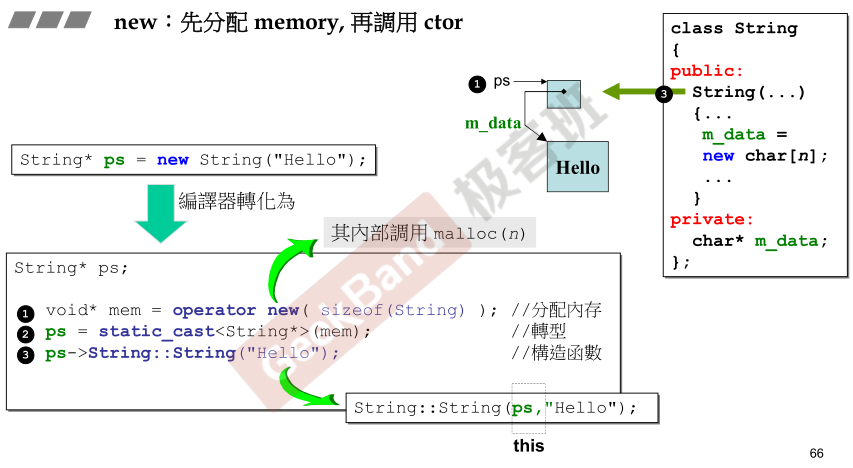 new：先分配 memory, 再調用 ctor
class String
{
public:
String(...)
{...
m_data =
new char[n];
...
}
private:
char* m_data;
};
1 ps
3
m_data
Hello
String* ps = new String("Hello");
編譯器轉化為
其內部調用 malloc(n)
String* ps;
1 void* mem = operator new( sizeof(String) ); //分配內存
2 ps = static_cast<String*>(mem); //轉型
3 ps->String::String("Hello"); //構造函數
String::String(ps,"Hello");
this
GeekBand 极客班
66